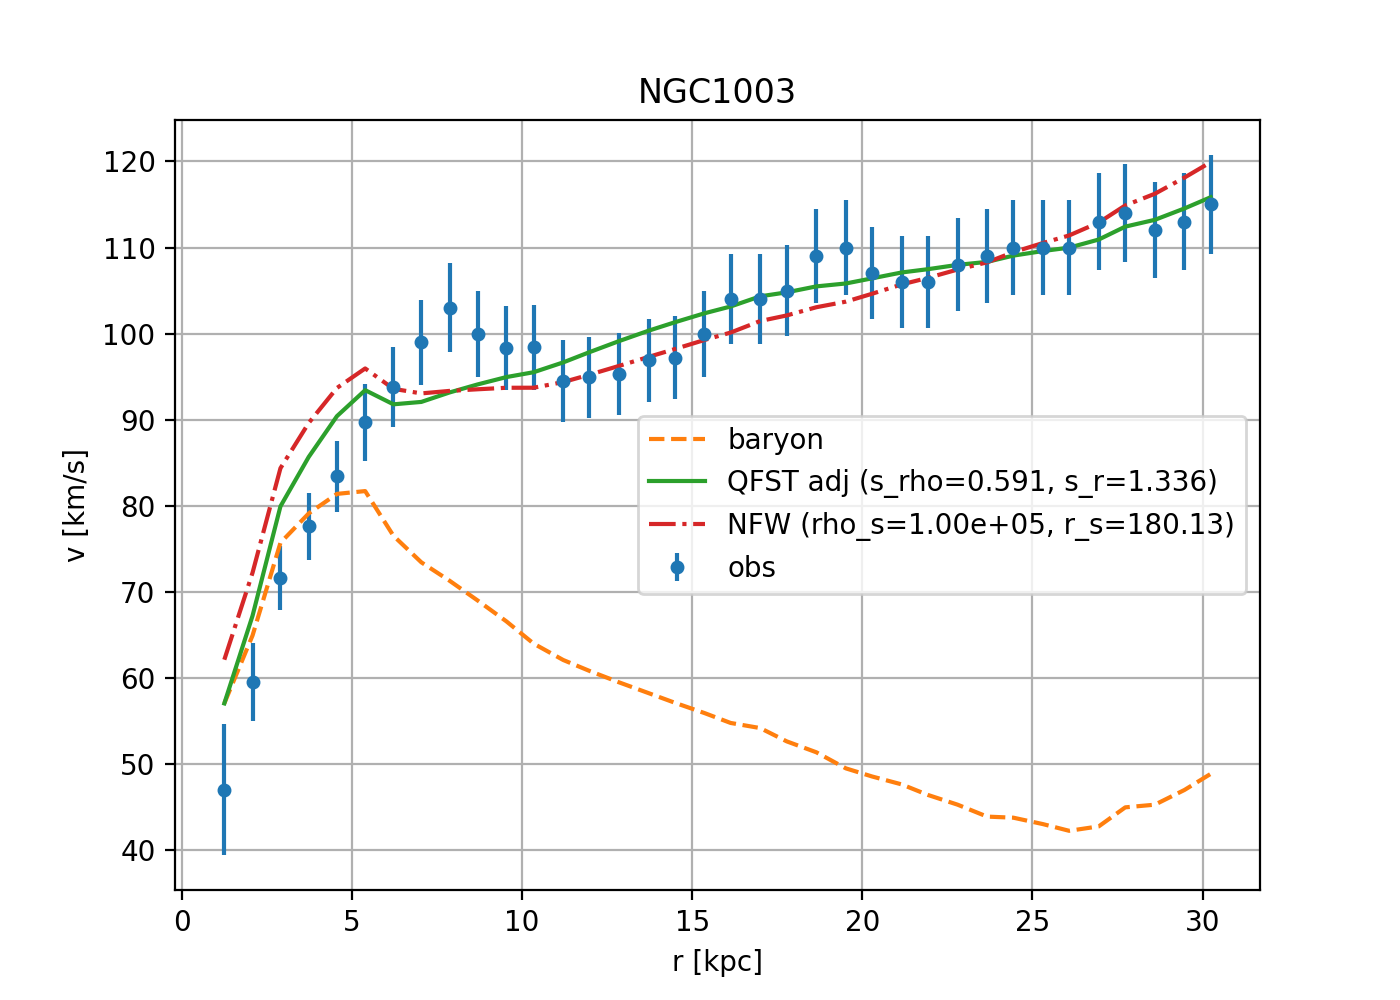 NGC1003
120
110
100
90
80
70
60
50
40
v [km/s]
baryon
QFST adj (s_rho=0.591, s_r=1.336)
NFW (rho_s=1.00e+05, r_s=180.13)
obs
0 5 10 15 20 25 30
r [kpc]